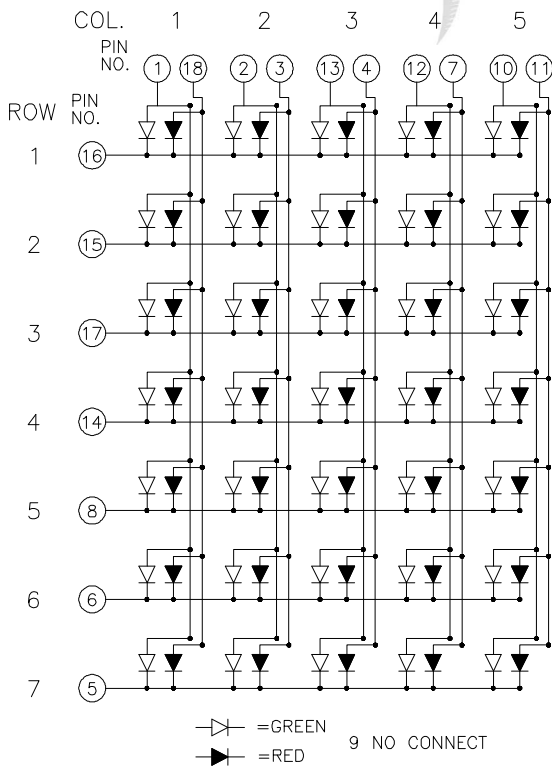 COL. 1 2 3 4 5
PIN NO. 1 18 2 3 13 4 12 7 10 11
ROW PIN NO.
1 16
2 15
3 17
4 14
5 8
6 6
7 5
=GREEN
=RED
9 NO CONNECT